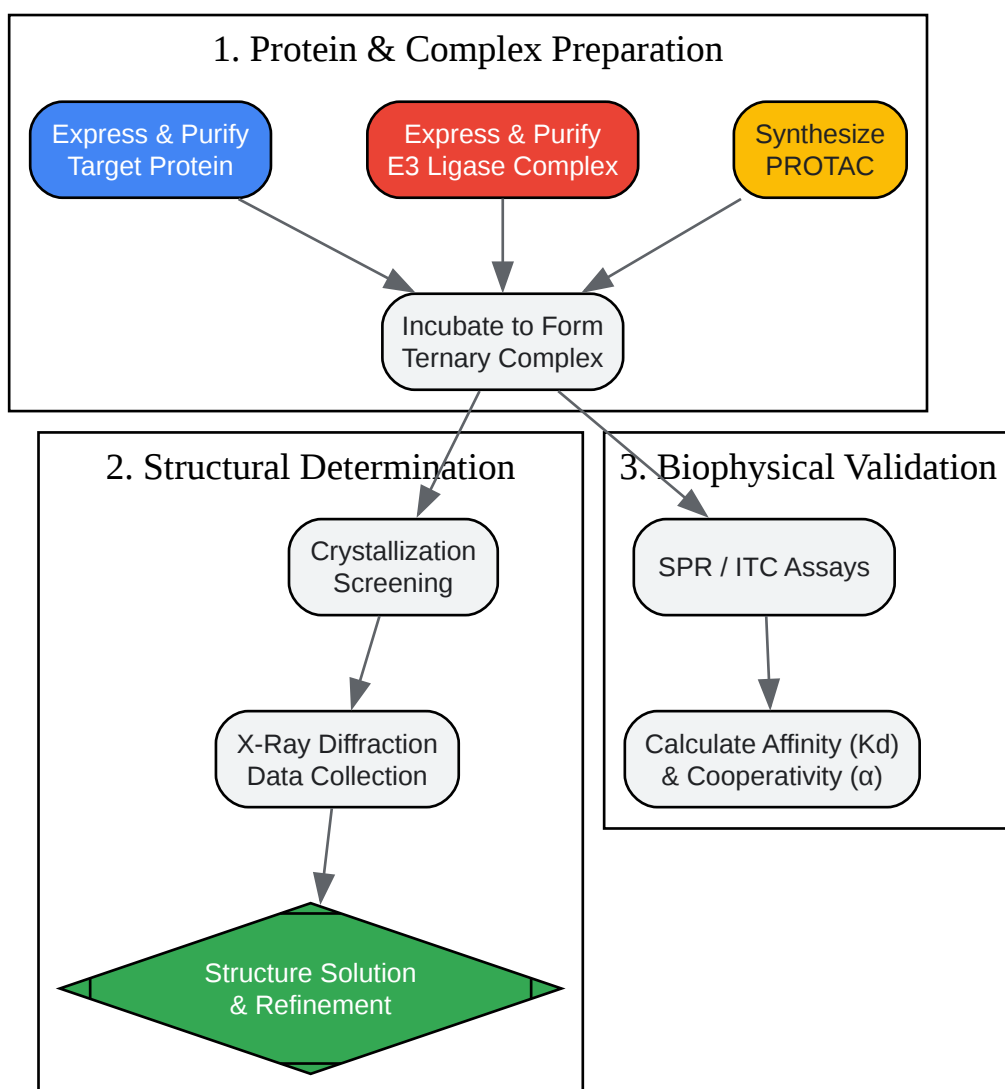 1. Protein & Complex Preparation
Express & Purify
Target Protein
Express & Purify
E3 Ligase Complex
Synthesize
PROTAC
Incubate to Form
Ternary Complex
2. Structural Determination
Crystallization
Screening
X-Ray Diffraction
Data Collection
Structure Solution
& Refinement
3. Biophysical Validation
SPR / ITC Assays
Calculate Affinity (Kd)
& Cooperativity (α)